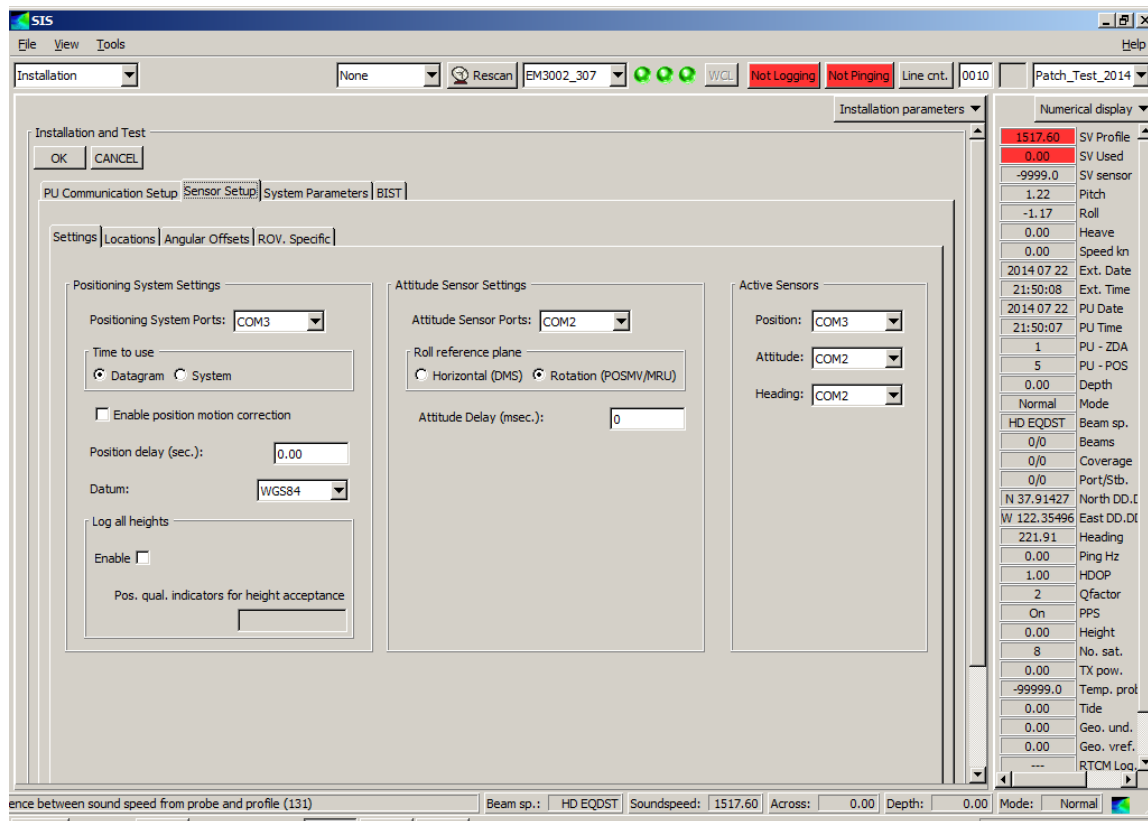 SIS
File View Tools Help
Installation None Rescan EM3002_307 WCL Not Logging Not Pinging Line cnt. 0010 Patch_Test_2014
Installation parameters
Installation and Test
OK CANCEL
PU Communication Setup Sensor Setup System Parameters BIST
Settings Locations Angular Offsets ROV. Specific
Positioning System Settings
Positioning System Ports: COM3
Time to use
Datagram System
Enable position motion correction
Position delay (sec.): 0.00
Datum: WGS84
Log all heights
Enable
Pos. qual. indicators for height acceptance
Attitude Sensor Settings
Attitude Sensor Ports: COM2
Roll reference plane
Horizontal (DMS) Rotation (POSMV/MRU)
Attitude Delay (msec.): 0
Active Sensors
Position: COM3
Attitude: COM2
Heading: COM2
Numerical display
1517.60 SV Profile
0.00 SV Used
-9999.0 SV sensor
1.22 Pitch
-1.17 Roll
0.00 Heave
0.00 Speed kn
2014 07 22 Ext. Date
21:50:08 Ext. Time
2014 07 22 PU Date
21:50:07 PU Time
1 PU - ZDA
5 PU - POS
0.00 Depth
Normal Mode
HD EQDST Beam sp.
0/0 Beams
0/0 Coverage
0/0 Port/Stb.
N 37.91427 North DD.D
W 122.35496 East DD.DD
221.91 Heading
0.00 Ping Hz
1.00 HDOP
2 Qfactor
On PPS
0.00 Height
8 No. sat.
0.00 TX pow.
-99999.0 Temp. prob
0.00 Tide
0.00 Geo. und.
0.00 Geo. vref.
--- RTCM Log.
ence between sound speed from probe and profile (131) Beam sp.: HD EQDST Soundspeed: 1517.60 Across: 0.00 Depth: 0.00 Mode: Normal